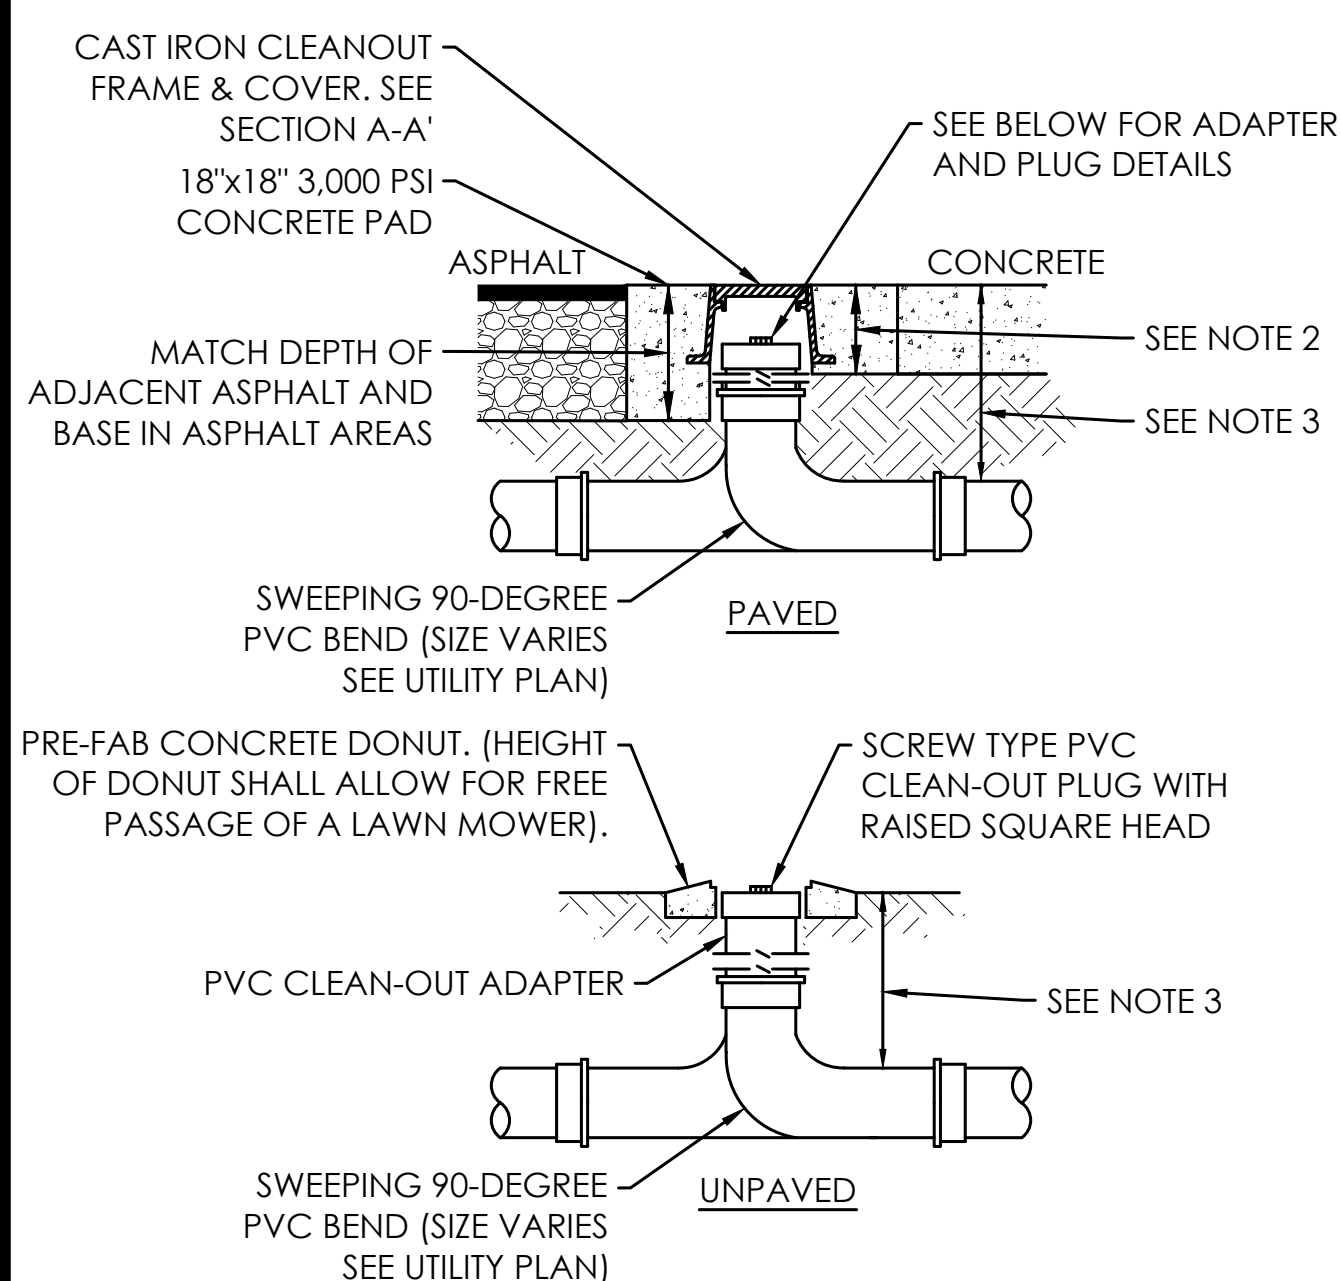 CAST IRON CLEANOUT
FRAME & COVER. SEE
SECTION A-A'
18"x18" 3,000 PSI
CONCRETE PAD
SEE BELOW FOR ADAPTER
AND PLUG DETAILS
ASPHALT
CONCRETE
MATCH DEPTH OF
ADJACENT ASPHALT AND
BASE IN ASPHALT AREAS
SEE NOTE 2
SEE NOTE 3
SWEEPING 90-DEGREE
PVC BEND (SIZE VARIES
SEE UTILITY PLAN)
PAVED
PRE-FAB CONCRETE DONUT. (HEIGHT
OF DONUT SHALL ALLOW FOR FREE
PASSAGE OF A LAWN MOWER).
SCREW TYPE PVC
CLEAN-OUT PLUG WITH
RAISED SQUARE HEAD
PVC CLEAN-OUT ADAPTER
SEE NOTE 3
SWEEPING 90-DEGREE
PVC BEND (SIZE VARIES
SEE UTILITY PLAN)
UNPAVED